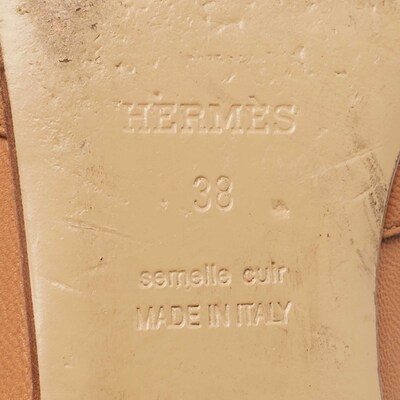 HERMÈS
38
semelle cuir
MADE IN ITALY